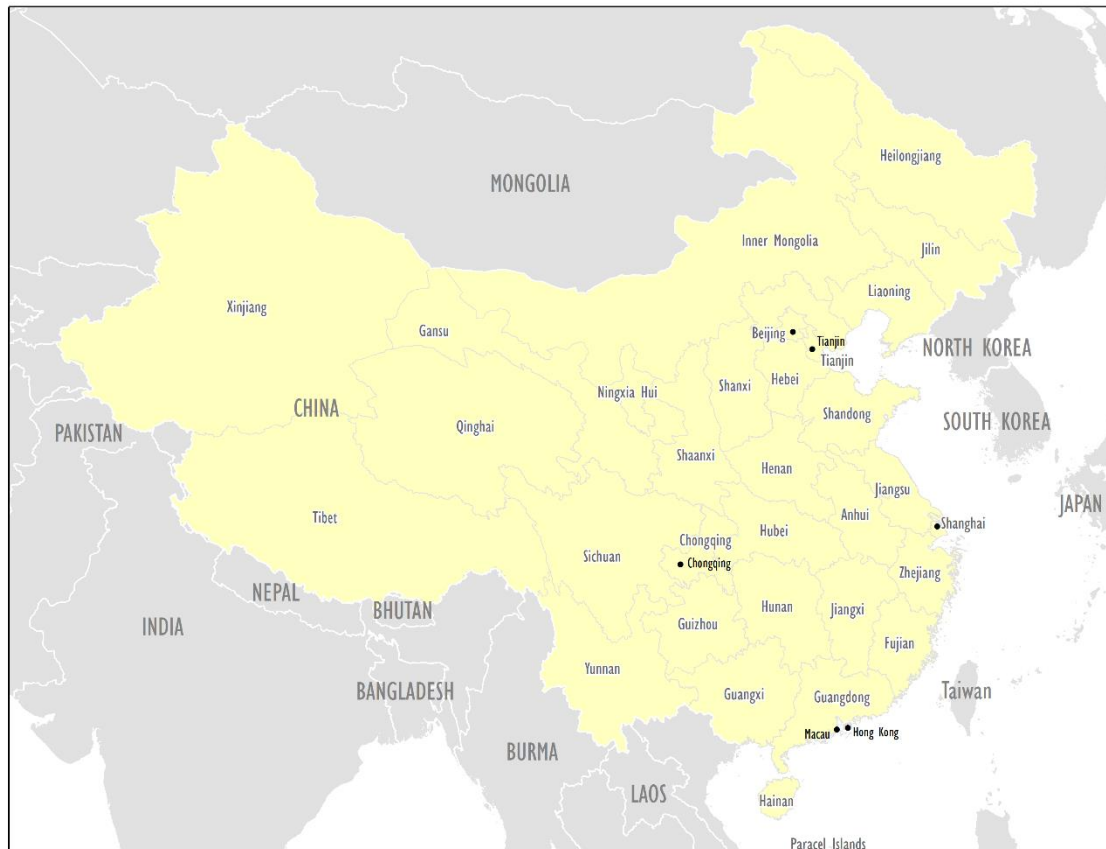 Heilongjiang
MONGOLIA
Inner Mongolia
Jilin
Liaoning
Xinjiang
Gansu
Beijing
Tianjin
Tianjin
NORTH KOREA
Ningxia Hui
Shanxi
Hebei
CHINA
Shandong
SOUTH KOREA
PAKISTAN
Qinghai
Shaanxi
Henan
Jiangsu
JAPAN
Tibet
Anhui
Shanghai
Chongqing
Hubei
Sichuan
Chongqing
Zhejiang
NEPAL
BHUTAN
Hunan
Jiangxi
INDIA
Guizhou
Fujian
Yunnan
BANGLADESH
Guangxi
Guangdong
Taiwan
Macau
Hong Kong
BURMA
LAOS
Hainan
Paracel Islands